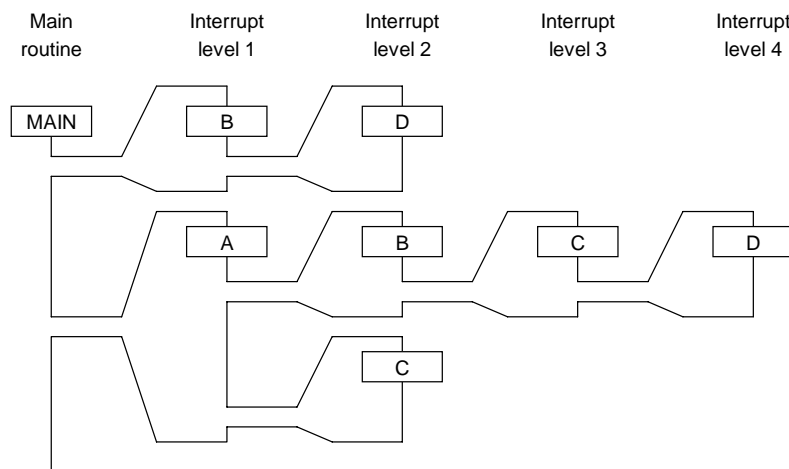 Main Interrupt Interrupt Interrupt Interrupt
routine level 1 level 2 level 3 level 4
MAIN B D
A B C D
C